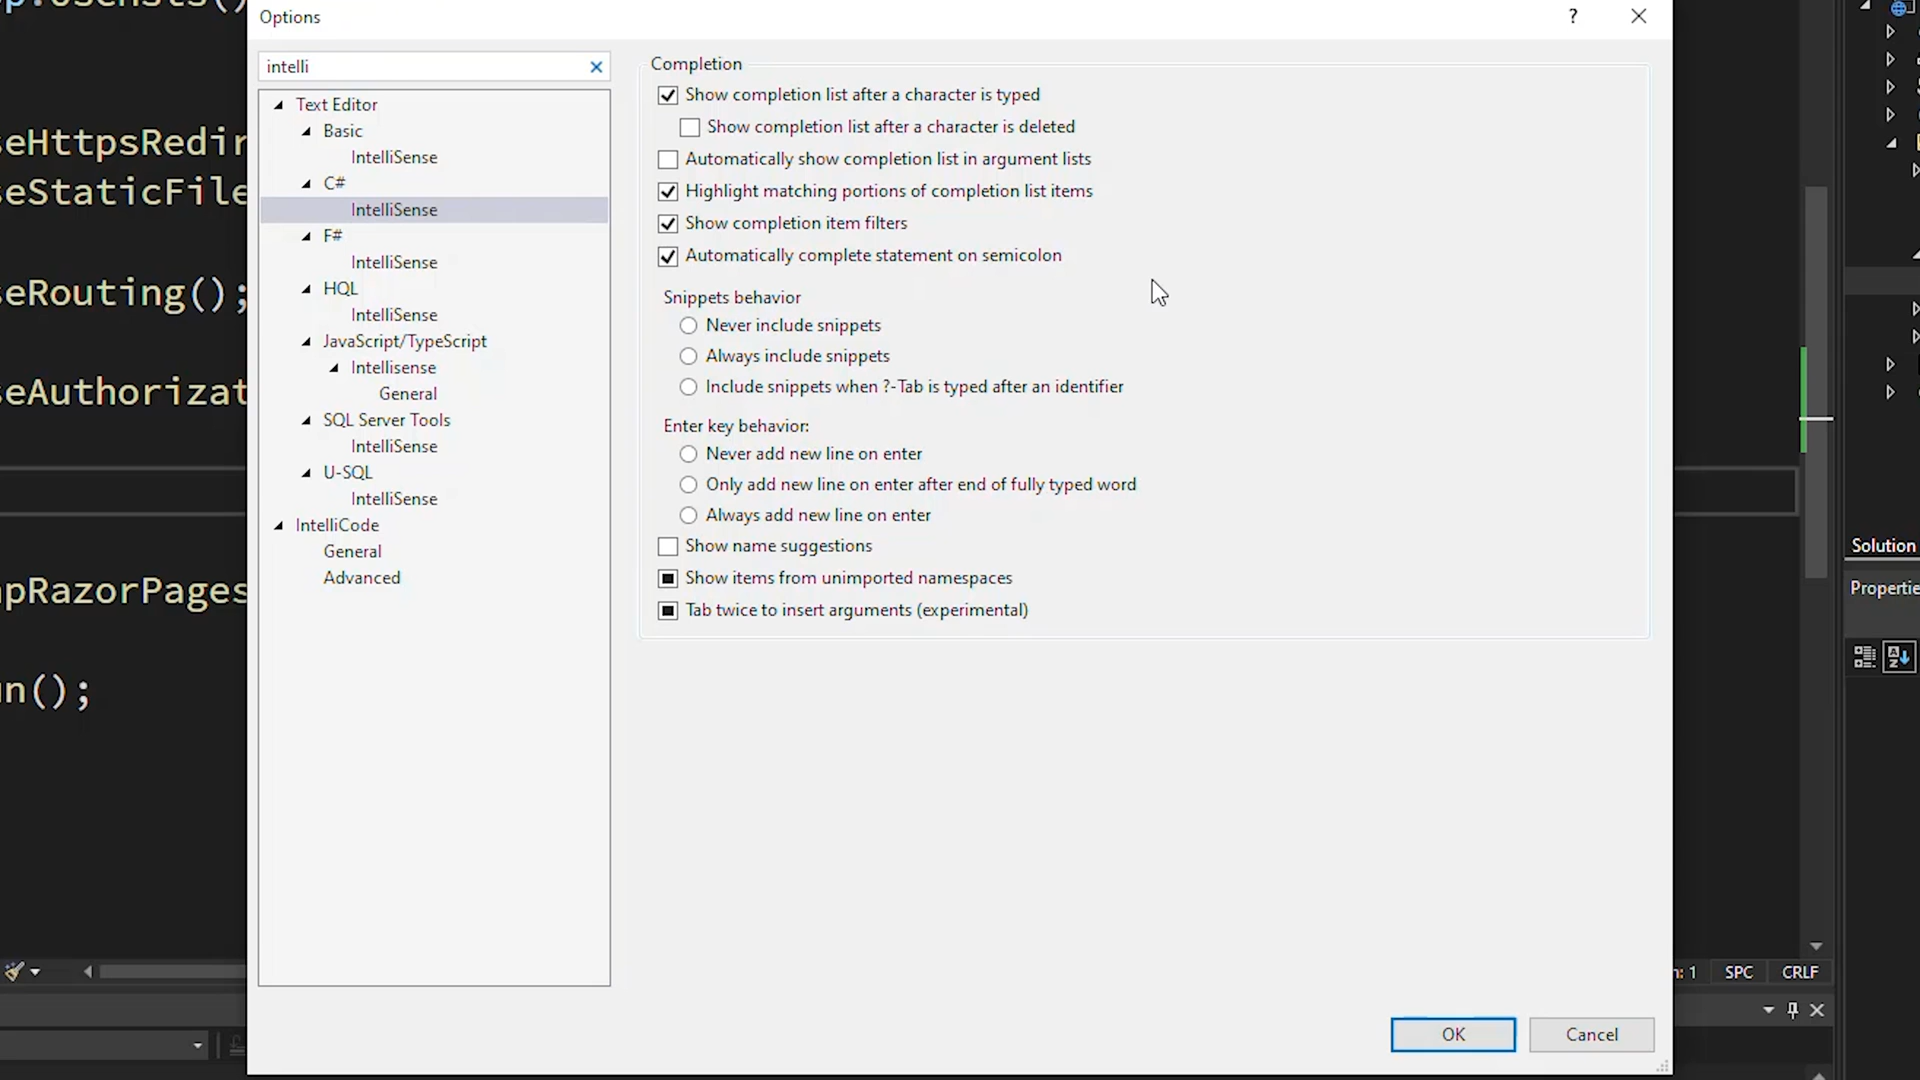 Options
?
intelli
Text Editor
Basic
IntelliSense
C#
IntelliSense
F#
IntelliSense
HQL
IntelliSense
JavaScript/TypeScript
Intellisense
General
SQL Server Tools
IntelliSense
U-SQL
IntelliSense
IntelliCode
General
Advanced
Completion
Show completion list after a character is typed
Show completion list after a character is deleted
Automatically show completion list in argument lists
Highlight matching portions of completion list items
Show completion item filters
Automatically complete statement on semicolon
Snippets behavior
Never include snippets
Always include snippets
Include snippets when ?-Tab is typed after an identifier
Enter key behavior:
Never add new line on enter
Only add new line on enter after end of fully typed word
Always add new line on enter
Show name suggestions
Show items from unimported namespaces
Tab twice to insert arguments (experimental)
OK
Cancel
eHttpsRedir
eStaticFile
eRouting();
eAuthorizat
pRazorPages
n();
Solution
Propertie
: 1
SPC
CRLF